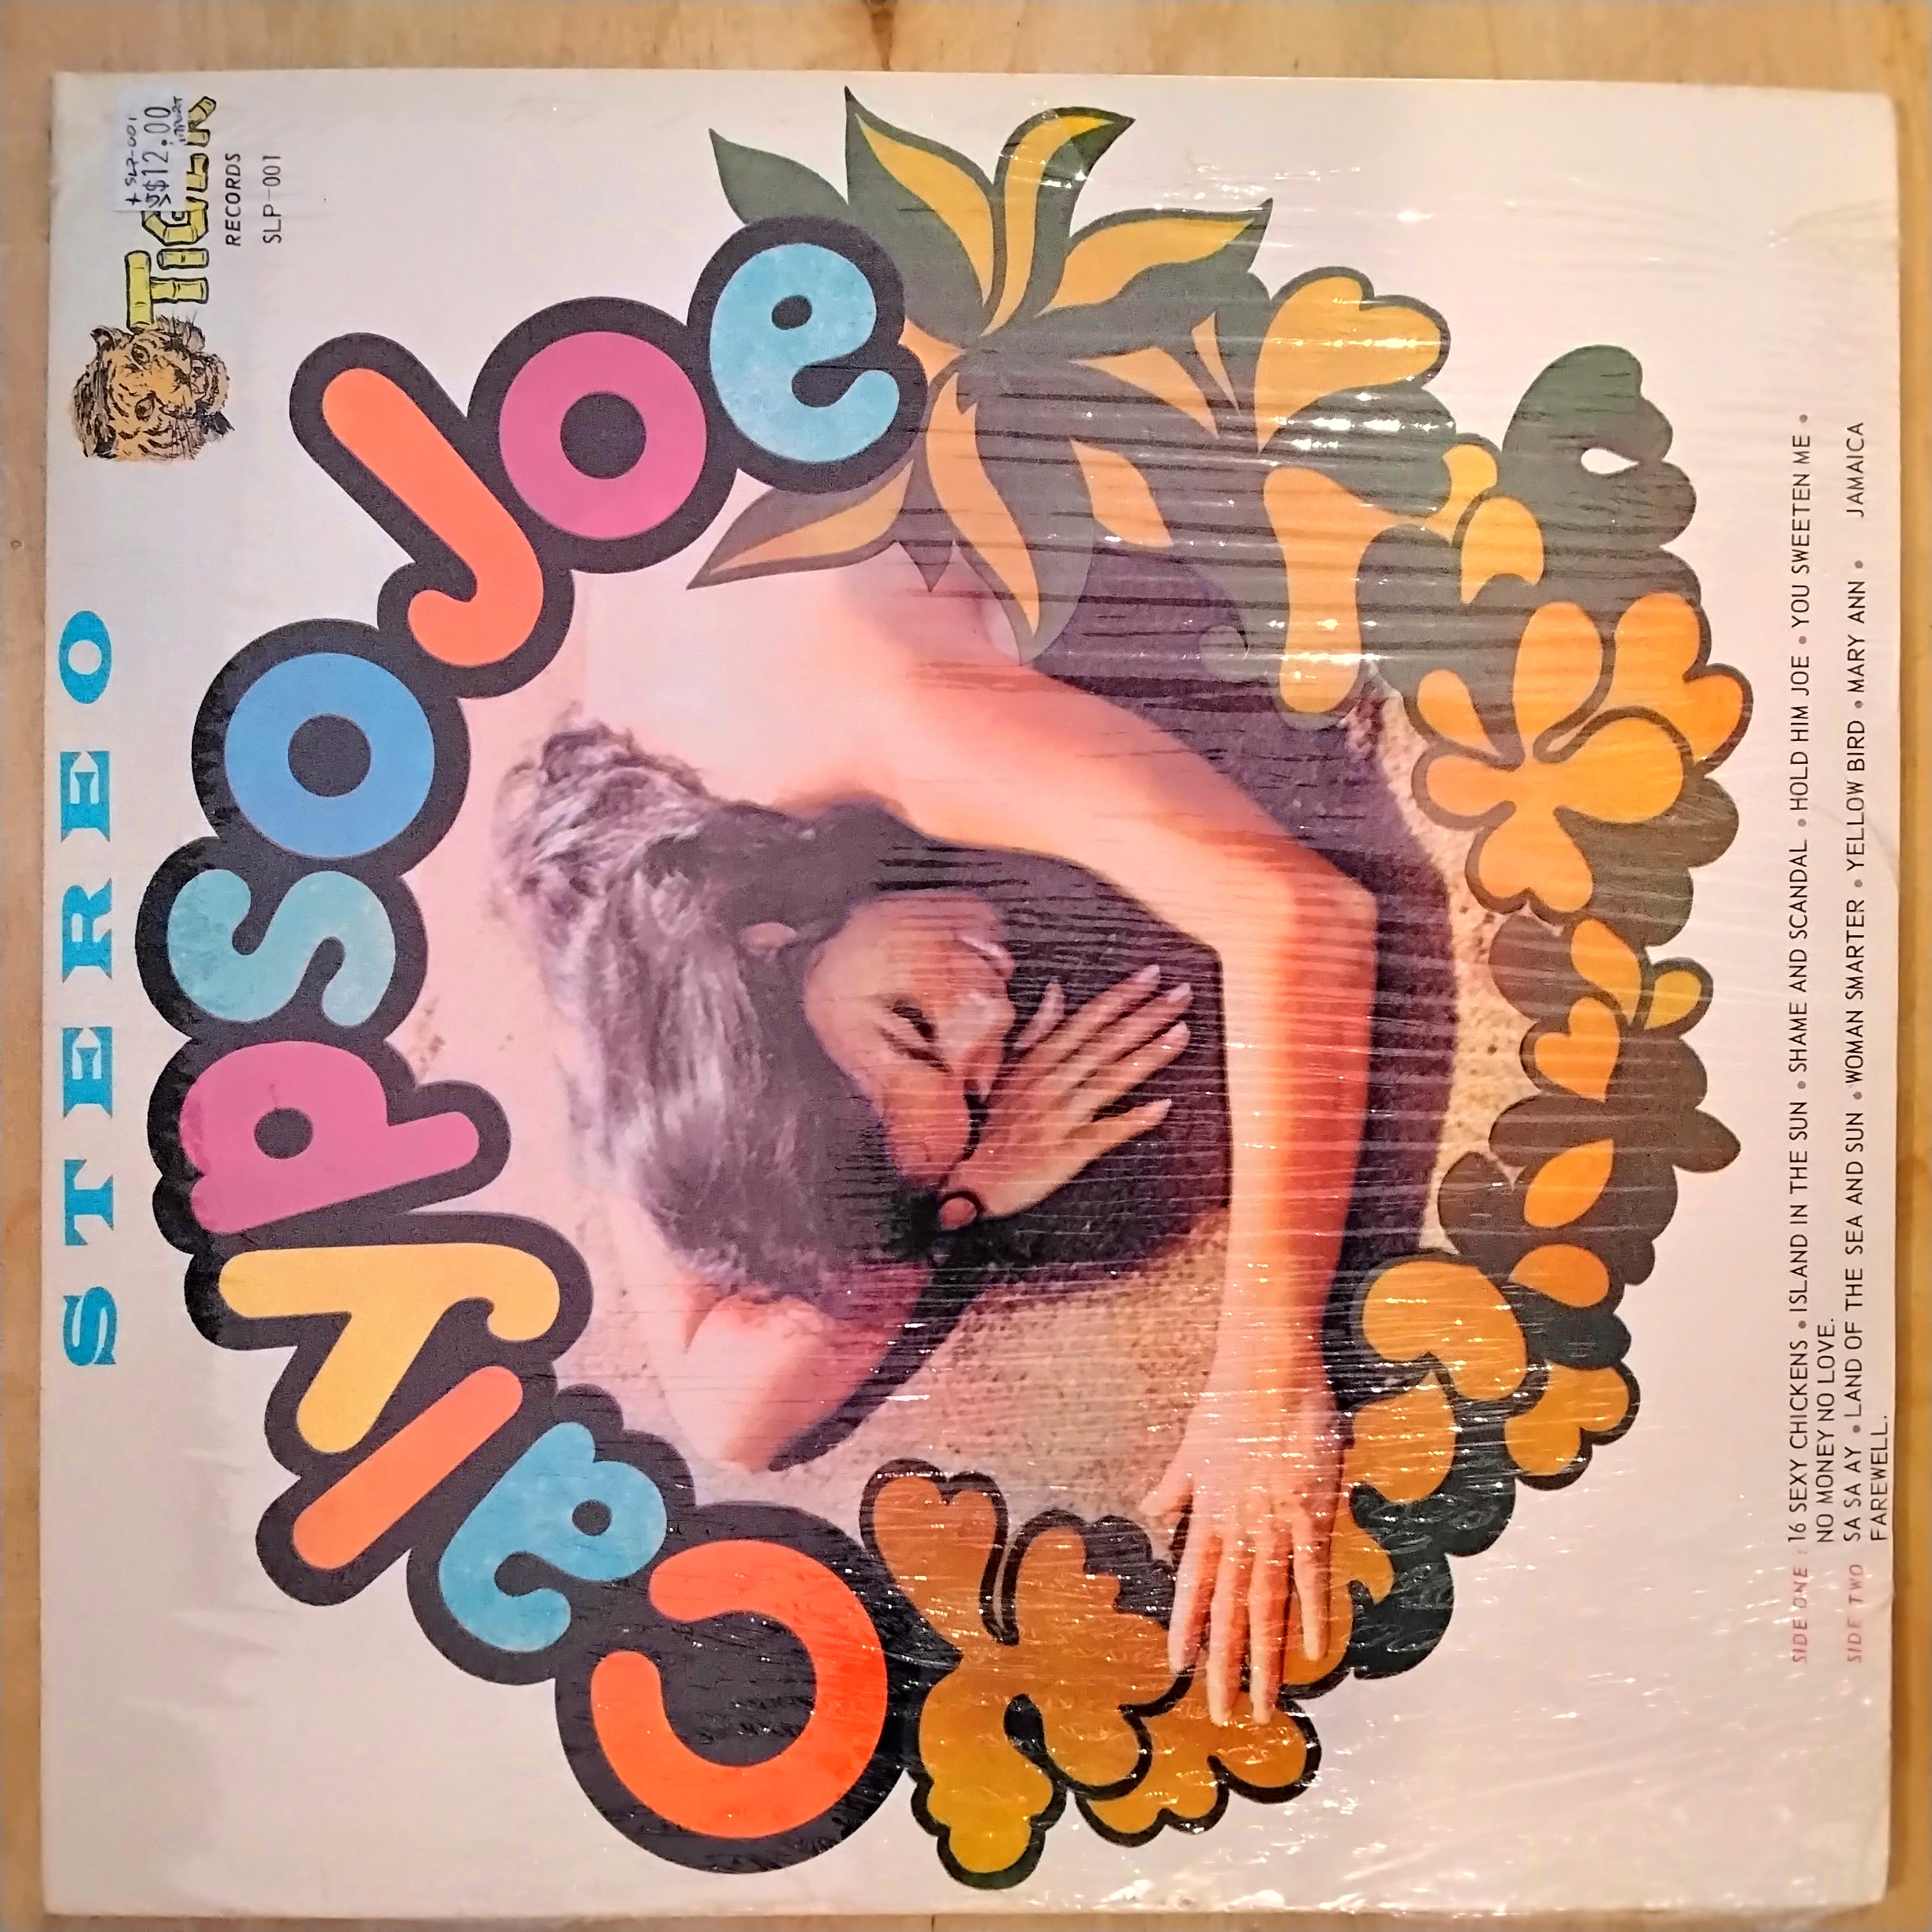 STEREO
+ SLP-001
S$12.00
TIGER
RECORDS
SLP-001
CALYPSO JOE
SIDE ONE : 16 SEXY CHICKENS • ISLAND IN THE SUN • SHAME AND SCANDAL • HOLD HIM JOE • YOU SWEETEN ME •
NO MONEY NO LOVE.
SIDE TWO SA SA AY • LAND OF THE SEA AND SUN • WOMAN SMARTER • YELLOW BIRD • MARY ANN • JAMAICA
FAREWELL.